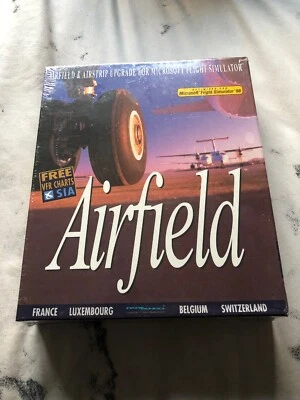 AIRFIELD & AIRSTRIP UPGRADE FOR MICROSOFT FLIGHT SIMULATOR
Microsoft Flight Simulator 98
FREE
VFR CHARTS
SIA
Airfield
FRANCE LUXEMBOURG BELGIUM SWITZERLAND